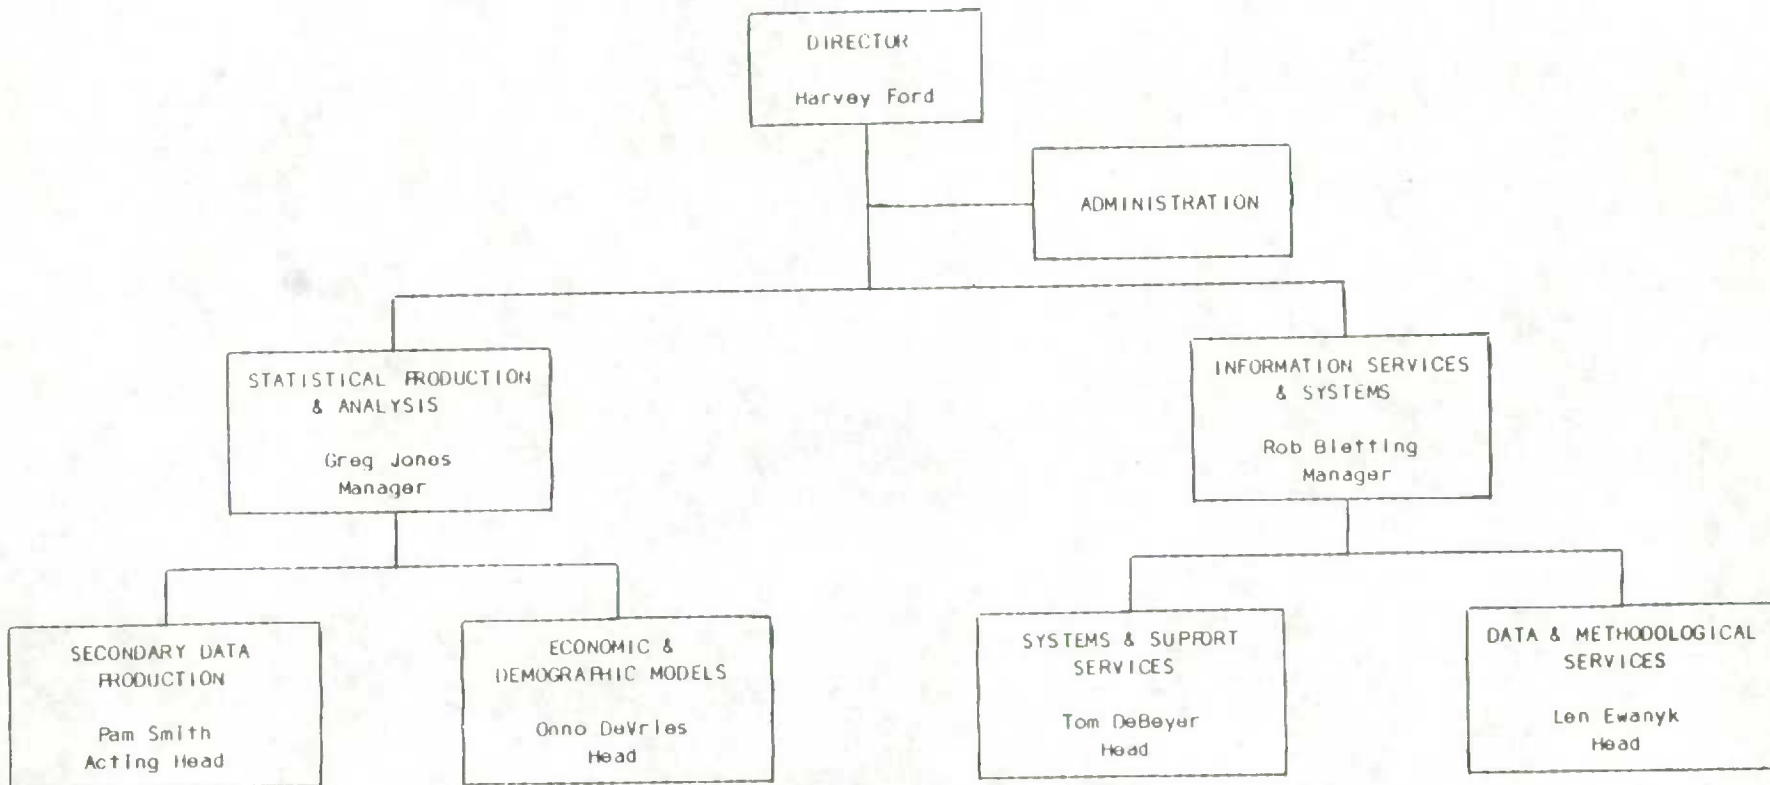 DIRECTOR
Harvey Ford
ADMINISTRATION
STATISTICAL PRODUCTION
& ANALYSIS
Greg Jones
Manager
INFORMATION SERVICES
& SYSTEMS
Rob Bletting
Manager
SECONDARY DATA
PRODUCTION
Pam Smith
Acting Head
ECONOMIC &
DEMOGRAPHIC MODELS
Onno DeVries
Head
SYSTEMS & SUPPORT
SERVICES
Tom DeBeyer
Head
DATA & METHODOLOGICAL
SERVICES
Len Ewanyk
Head